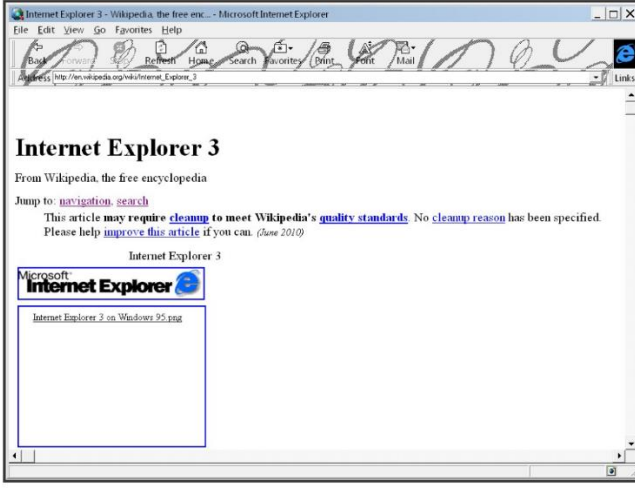 Internet Explorer 3 - Wikipedia, the free enc... - Microsoft Internet Explorer
File Edit View Go Favorites Help
Back Forward Stop Refresh Home Search Favorites Print Font Mail
Address http://en.wikipedia.org/wiki/Internet_Explorer_3 Links
Internet Explorer 3
From Wikipedia, the free encyclopedia
Jump to: navigation, search
This article may require cleanup to meet Wikipedia's quality standards. No cleanup reason has been specified.
Please help improve this article if you can. (June 2010)
Internet Explorer 3
Microsoft
Internet Explorer
Internet Explorer 3 on Windows 95.png